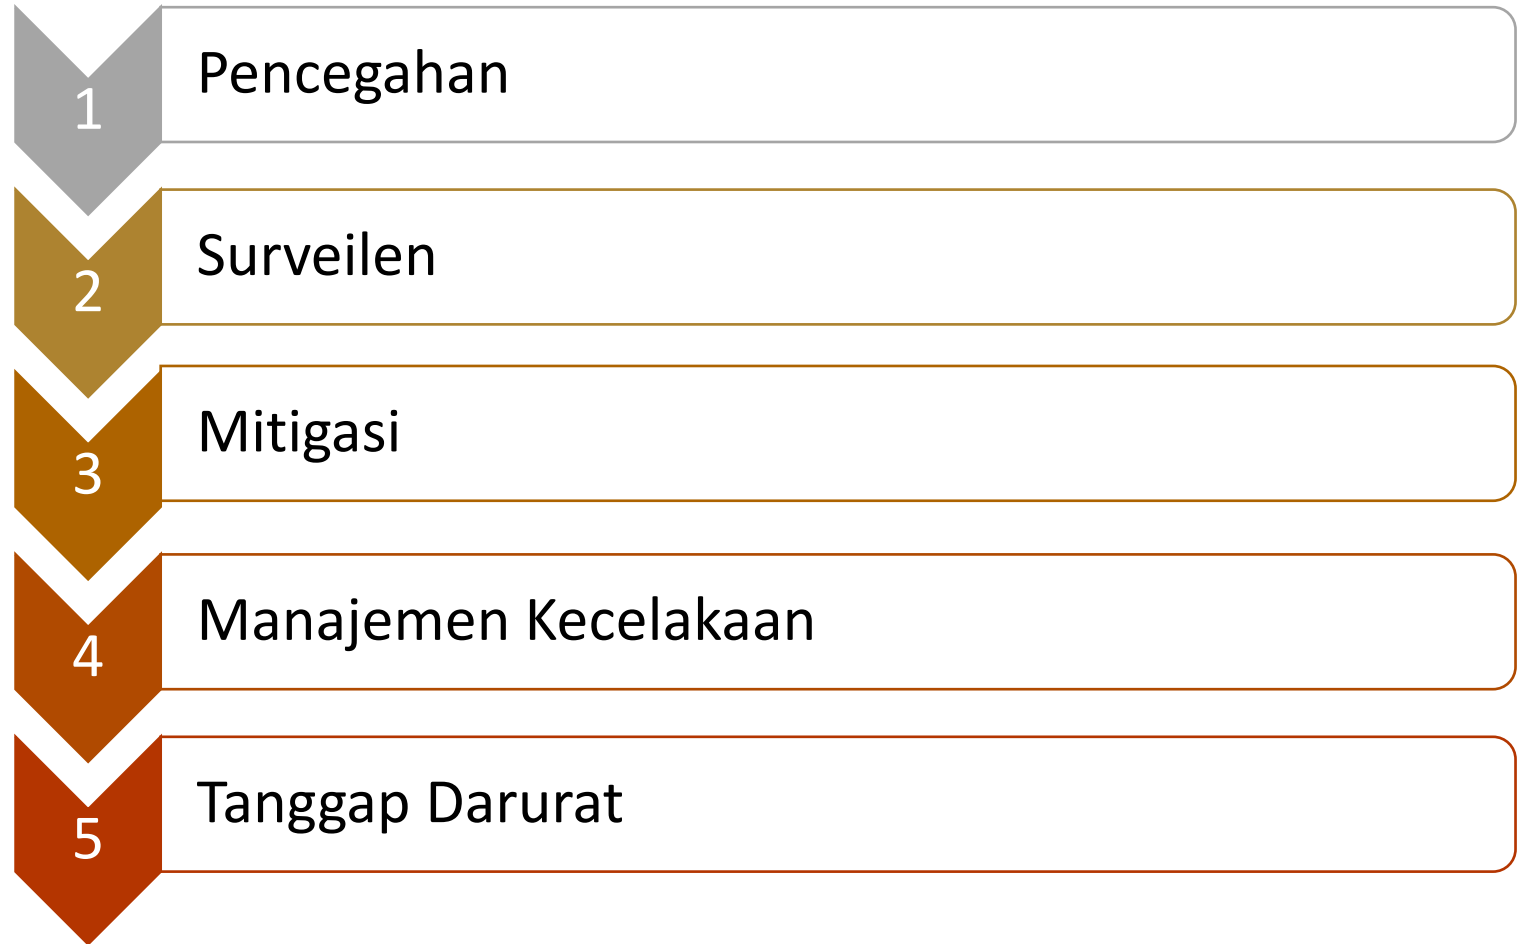 1
Pencegahan
2
Surveilen
3
Mitigasi
4
Manajemen Kecelakaan
5
Tanggap Darurat